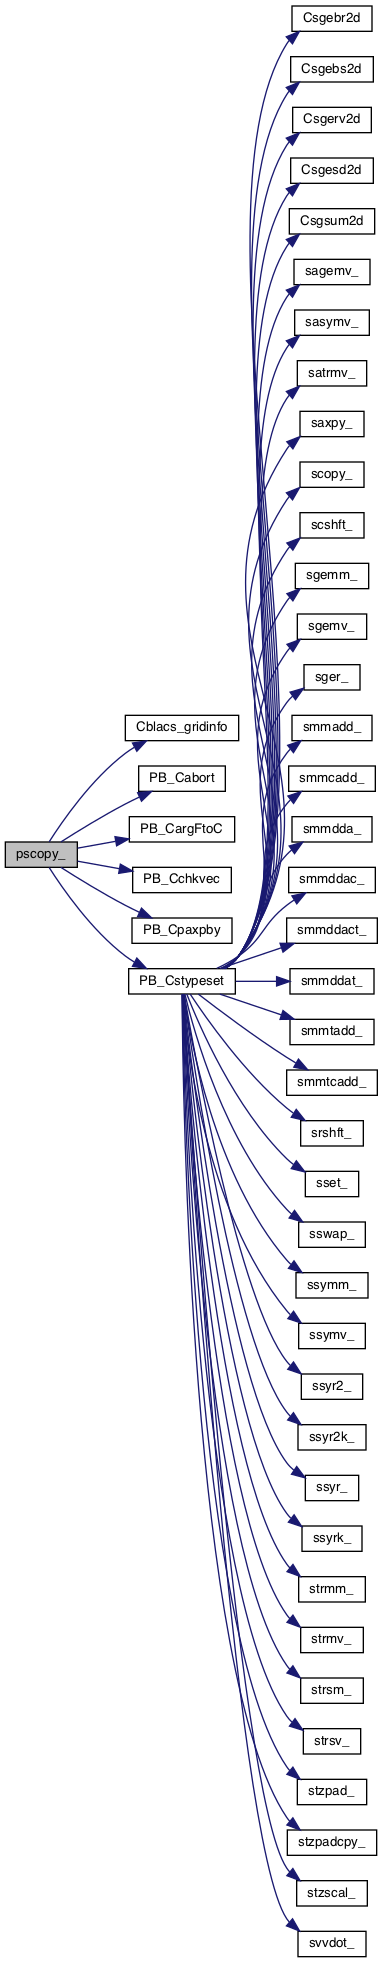 Csgebr2d
Csgebs2d
Csgerv2d
Csgesd2d
Csgsum2d
sagemv_
sasymv_
satrmv_
saxpy_
scopy_
scshft_
sgemm_
sgemv_
sger_
smmadd_
smmcadd_
smmdda_
smmddac_
smmddact_
smmddat_
smmtadd_
smmtcadd_
srshft_
sset_
sswap_
ssymm_
ssymv_
ssyr2_
ssyr2k_
ssyr_
ssyrk_
strmm_
strmv_
strsm_
strsv_
stzpad_
stzpadcpy_
stzscal_
svvdot_
Cblacs_gridinfo
PB_Cabort
PB_CargFtoC
PB_Cchkvec
PB_Cpaxpby
PB_Cstypeset
pscopy_